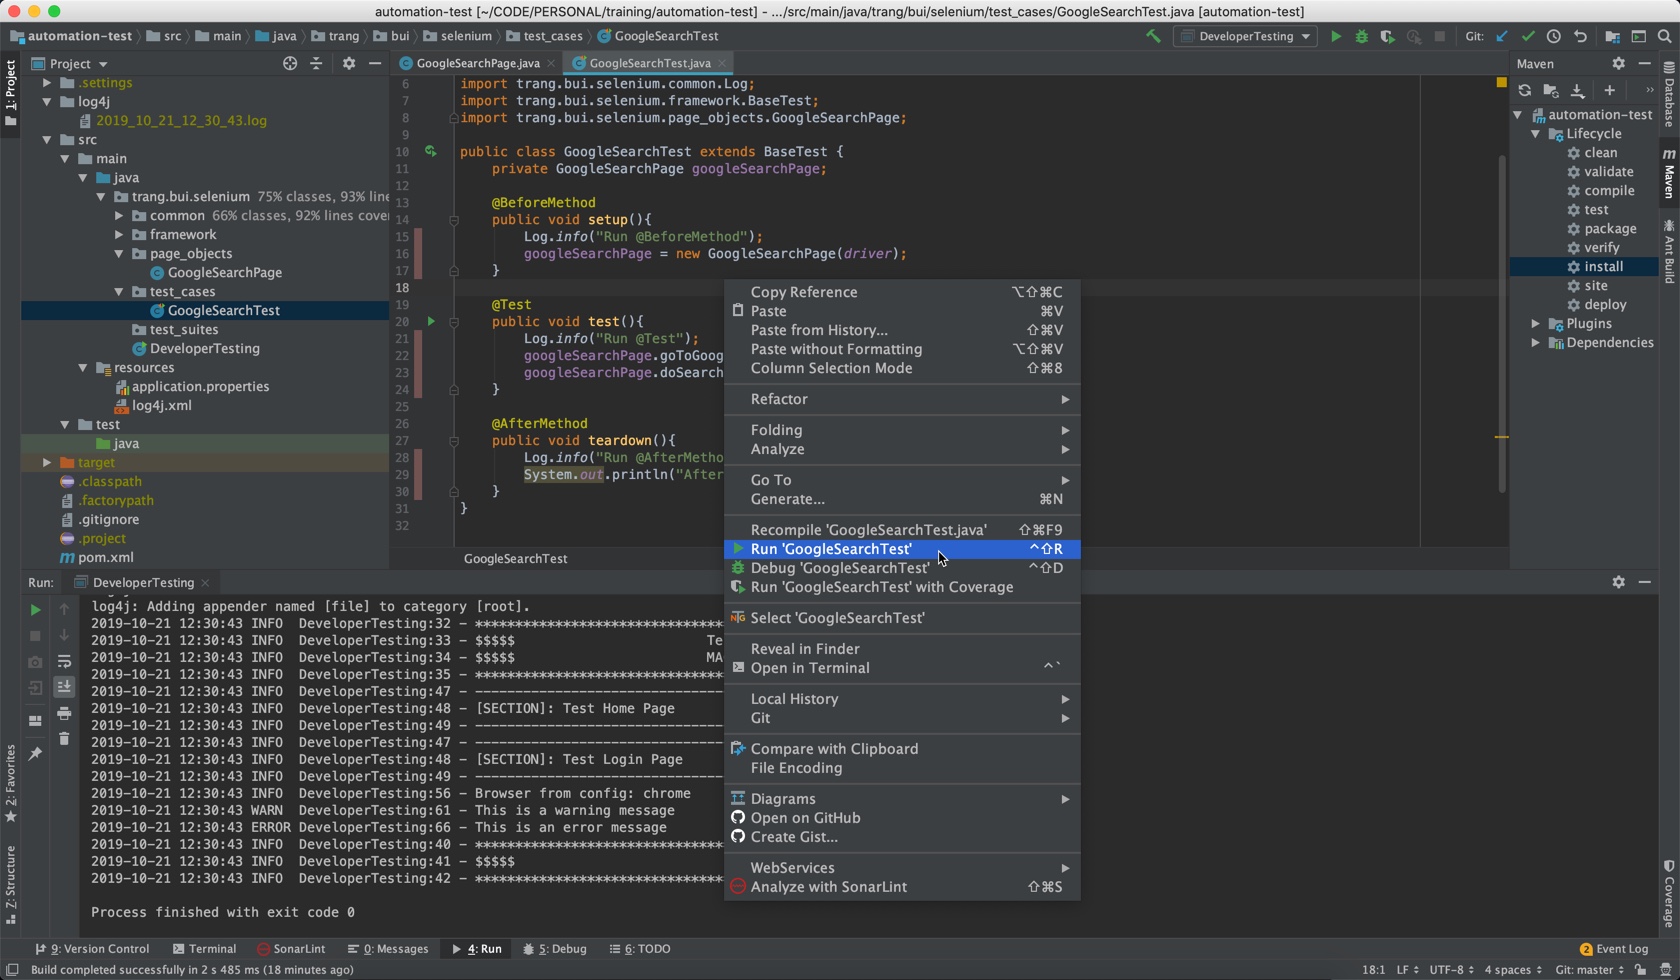 automation-test [~/CODE/PERSONAL/training/automation-test] - .../src/main/java/trang/bui/selenium/test_cases/GoogleSearchTest.java [automation-test]
automation-test src main java trang bui selenium test_cases GoogleSearchTest
DeveloperTesting
Git:
1: Project
Project
.settings
log4j
2019_10_21_12_30_43.log
src
main
java
trang.bui.selenium 75% classes, 93% line
common 66% classes, 92% lines cover
framework
page_objects
GoogleSearchPage
test_cases
GoogleSearchTest
test_suites
DeveloperTesting
resources
application.properties
log4j.xml
test
java
target
.classpath
.factorypath
.gitignore
.project
pom.xml
GoogleSearchPage.java
GoogleSearchTest.java
6 import trang.bui.selenium.common.Log;
7 import trang.bui.selenium.framework.BaseTest;
8 import trang.bui.selenium.page_objects.GoogleSearchPage;
9
10 public class GoogleSearchTest extends BaseTest {
11 private GoogleSearchPage googleSearchPage;
12
13 @BeforeMethod
14 public void setup(){
15 Log.info("Run @BeforeMethod");
16 googleSearchPage = new GoogleSearchPage(driver);
17 }
18
19 @Test
20 public void test(){
21 Log.info("Run @Test");
22 googleSearchPage.goToGoog
23 googleSearchPage.doSearch
24 }
25
26 @AfterMethod
27 public void teardown(){
28 Log.info("Run @AfterMetho
29 System.out.println("After
30 }
31 }
32
GoogleSearchTest
Copy Reference ⌥⇧⌘C
Paste ⌘V
Paste from History... ⇧⌘V
Paste without Formatting ⌥⇧⌘V
Column Selection Mode ⇧⌘8
Refactor
Folding
Analyze
Go To
Generate... ⌘N
Recompile 'GoogleSearchTest.java' ⇧⌘F9
Run 'GoogleSearchTest' ^⇧R
Debug 'GoogleSearchTest' ^⇧D
Run 'GoogleSearchTest' with Coverage
Select 'GoogleSearchTest'
Reveal in Finder
Open in Terminal ^`
Local History
Git
Compare with Clipboard
File Encoding
Diagrams
Open on GitHub
Create Gist...
WebServices
Analyze with SonarLint ⇧⌘S
Maven
automation-test
Lifecycle
clean
validate
compile
test
package
verify
install
site
deploy
Plugins
Dependencies
Database
Maven
Ant Build
Coverage
Run: DeveloperTesting
log4j: Adding appender named [file] to category [root].
2019-10-21 12:30:43 INFO DeveloperTesting:32 - *******************************
2019-10-21 12:30:43 INFO DeveloperTesting:33 - $$$$$ Te
2019-10-21 12:30:43 INFO DeveloperTesting:34 - $$$$$ MA
2019-10-21 12:30:43 INFO DeveloperTesting:35 - *******************************
2019-10-21 12:30:43 INFO DeveloperTesting:47 - -------------------------------
2019-10-21 12:30:43 INFO DeveloperTesting:48 - [SECTION]: Test Home Page
2019-10-21 12:30:43 INFO DeveloperTesting:49 - -------------------------------
2019-10-21 12:30:43 INFO DeveloperTesting:47 - -------------------------------
2019-10-21 12:30:43 INFO DeveloperTesting:48 - [SECTION]: Test Login Page
2019-10-21 12:30:43 INFO DeveloperTesting:49 - -------------------------------
2019-10-21 12:30:43 INFO DeveloperTesting:56 - Browser from config: chrome
2019-10-21 12:30:43 WARN DeveloperTesting:61 - This is a warning message
2019-10-21 12:30:43 ERROR DeveloperTesting:66 - This is an error message
2019-10-21 12:30:43 INFO DeveloperTesting:40 - *******************************
2019-10-21 12:30:43 INFO DeveloperTesting:41 - $$$$$
2019-10-21 12:30:43 INFO DeveloperTesting:42 - *******************************
Process finished with exit code 0
2: Favorites
Z: Structure
9: Version Control Terminal SonarLint 0: Messages 4: Run 5: Debug 6: TODO 2 Event Log
Build completed successfully in 2 s 485 ms (18 minutes ago) 18:1 LF UTF-8 4 spaces Git: master